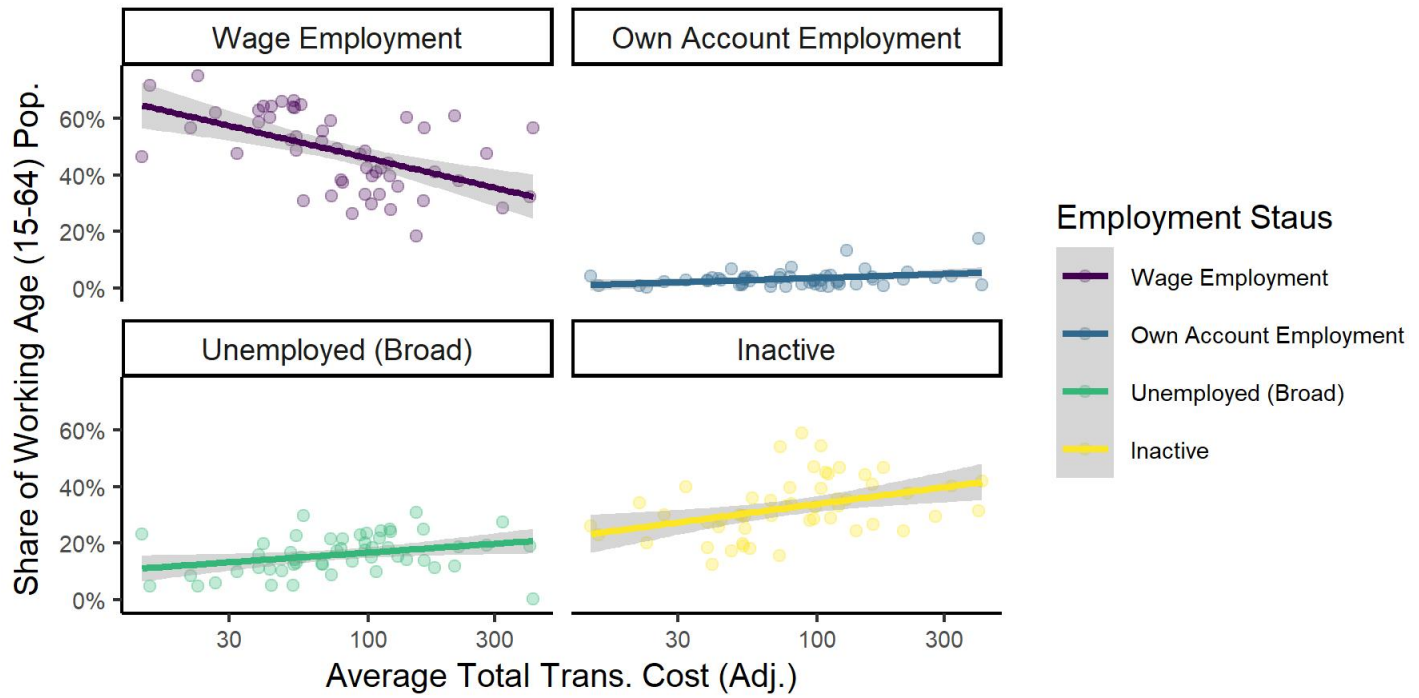 Wage Employment
Own Account Employment
Share of Working Age (15-64) Pop.
60%
40%
20%
0%
Unemployed (Broad)
Inactive
60%
40%
20%
0%
30
100
300
30
100
300
Average Total Trans. Cost (Adj.)
Employment Staus
Wage Employment
Own Account Employment
Unemployed (Broad)
Inactive